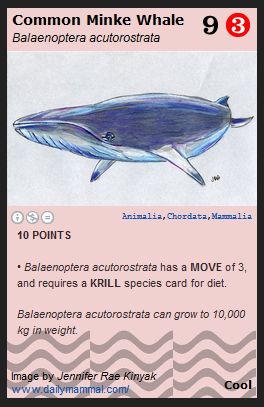 Common Minke Whale
Balaenoptera acutorostrata
9 3
Animalia,Chordata,Mammalia
10 POINTS
• Balaenoptera acutorostrata has a MOVE of 3,
and requires a KRILL species card for diet.
Balaenoptera acutorostrata can grow to 10,000
kg in weight.
Image by Jennifer Rae Kinyak
www.dailymammal.com/
Cool